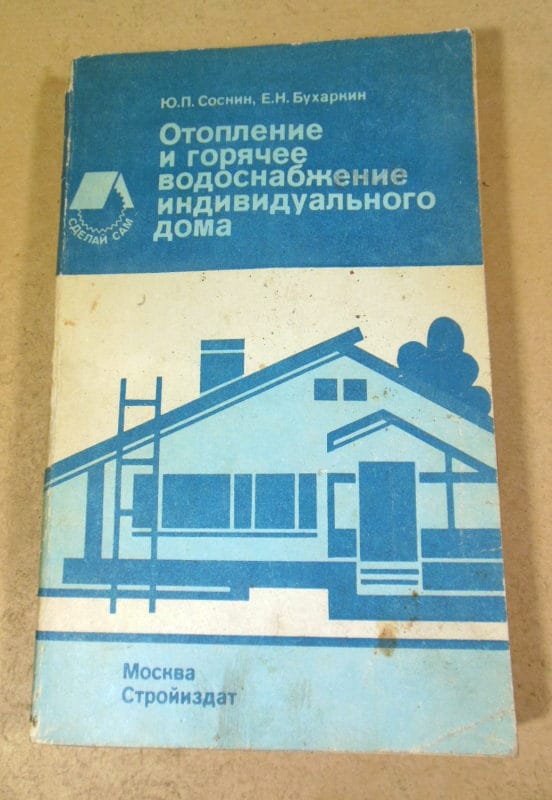 Ю.П. Соснин, Е.Н. Бухаркин
Отопление
и горячее
водоснабжение
индивидуального
дома
СДЕЛАЙ САМ
Москва
Стройиздат